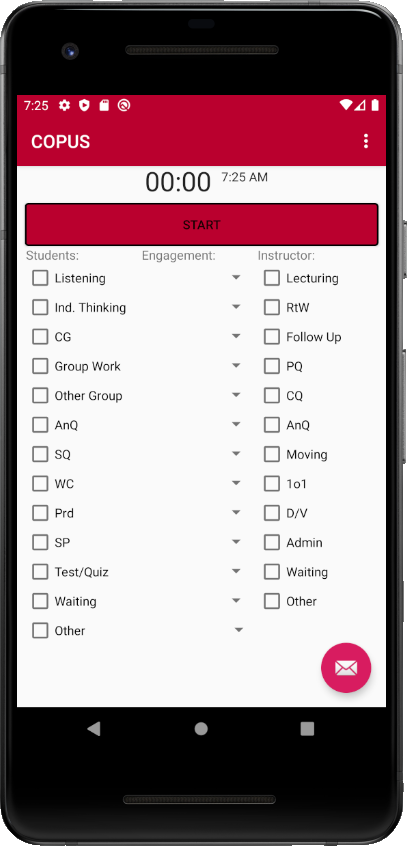 7:25
COPUS
00:00 7:25 AM
START
Students: Engagement: Instructor:
Listening Lecturing
Ind. Thinking RtW
CG Follow Up
Group Work PQ
Other Group CQ
AnQ AnQ
SQ Moving
WC 1o1
Prd D/V
SP Admin
Test/Quiz Waiting
Waiting Other
Other